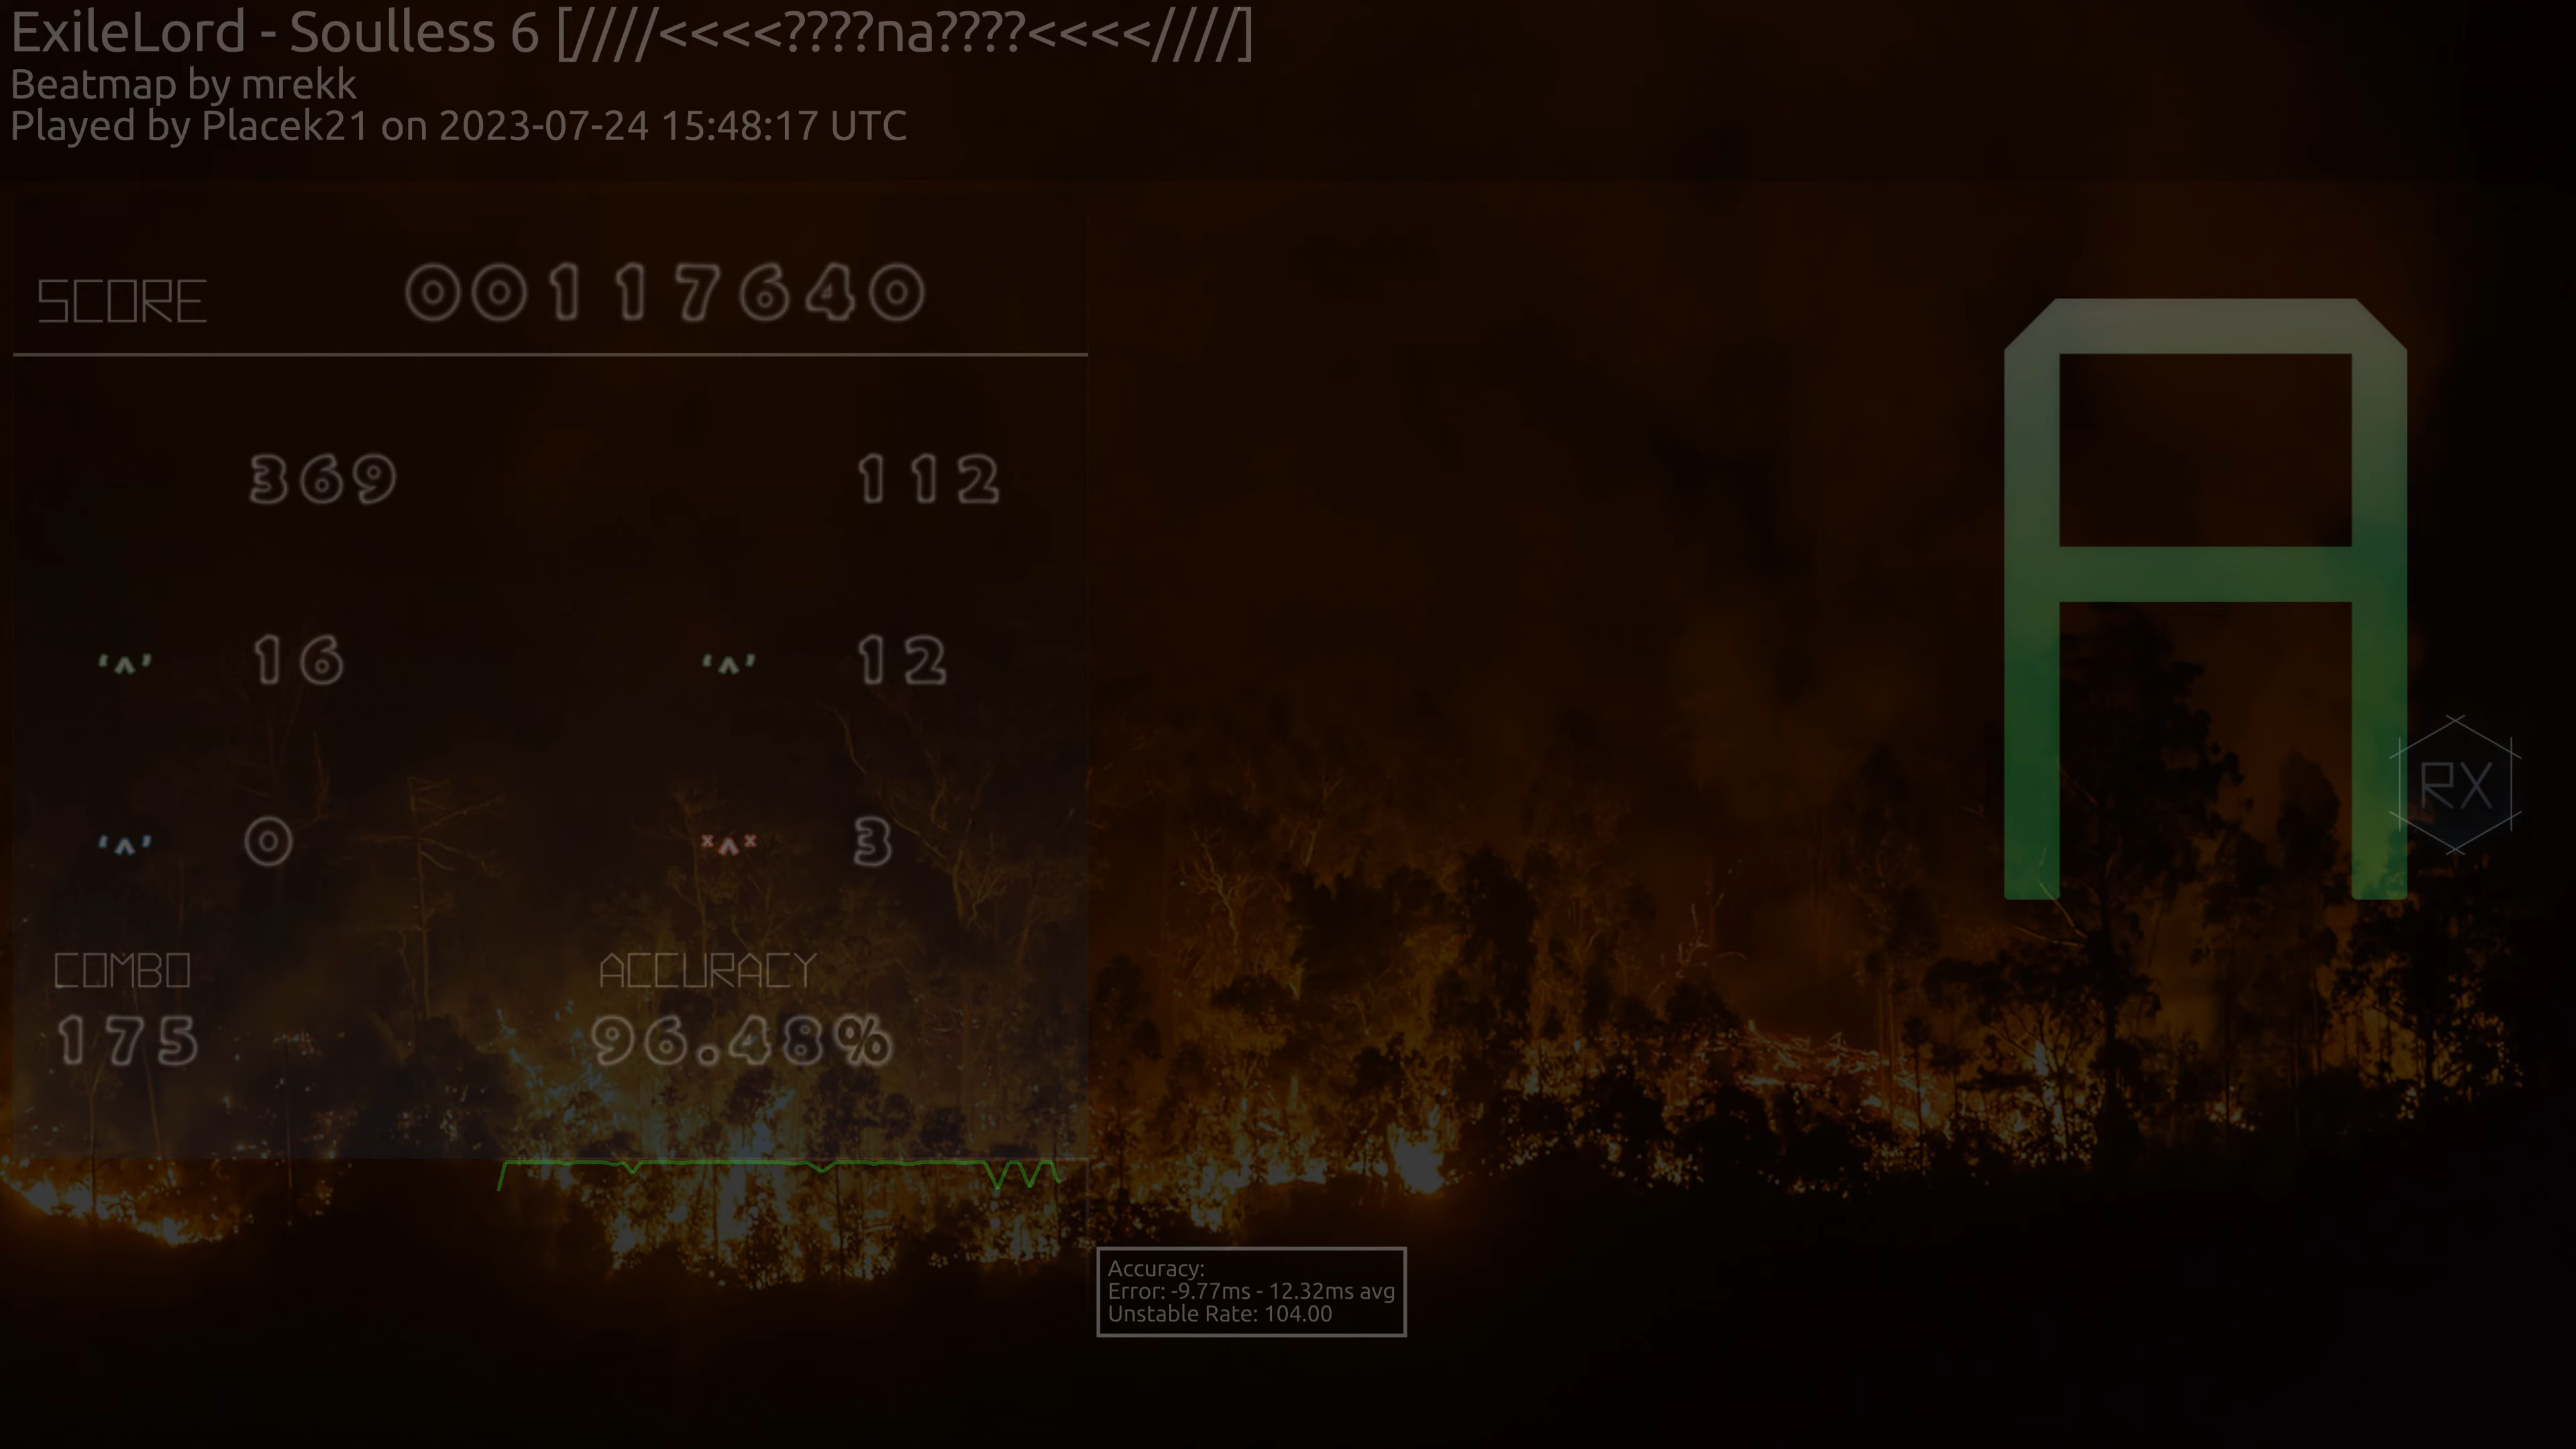 ExileLord - Soulless 6 [////<<<<????na????<<<<////]
Beatmap by mrekk
Played by Placek21 on 2023-07-24 15:48:17 UTC
SCORE 00117640
369 112
'^' 16 '^' 12
'^' 0 x^x 3
COMBO ACCURACY
175 96.48%
A
RX
Accuracy:
Error: -9.77ms - 12.32ms avg
Unstable Rate: 104.00